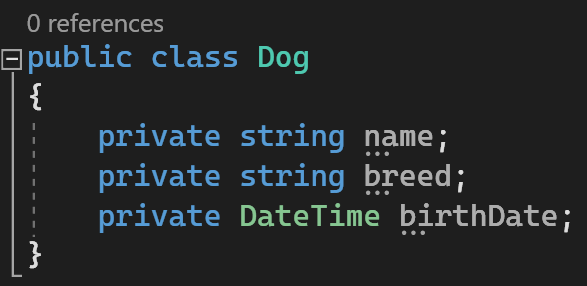 0 references
public class Dog
{
private string name;
private string breed;
private DateTime birthDate;
}